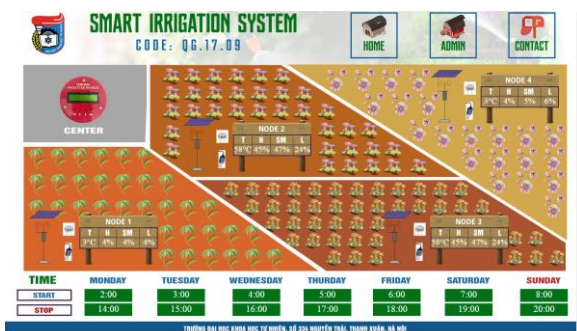 SMART IRRIGATION SYSTEM
CODE: QG.17.09
HOME
ADMIN
CONTACT
CENTER
NODE 4
T H SM L
3°C 4% 5% 6%
NODE 2
T H SM L
58°C 45% 47% 24%
NODE 1
T H SM L
3°C 4% 4% 4%
NODE 3
T H SM L
58°C 45% 47% 24%
TIME MONDAY TUESDAY WEDNESDAY THURDAY FRIDAY SATURDAY SUNDAY
START 2:00 3:00 4:00 5:00 6:00 7:00 8:00
STOP 14:00 15:00 16:00 17:00 18:00 19:00 20:00
TRƯỜNG ĐẠI HỌC KHOA HỌC TỰ NHIÊN. SỐ 334 NGUYỄN TRÃI, THANH XUÂN, HÀ NỘI